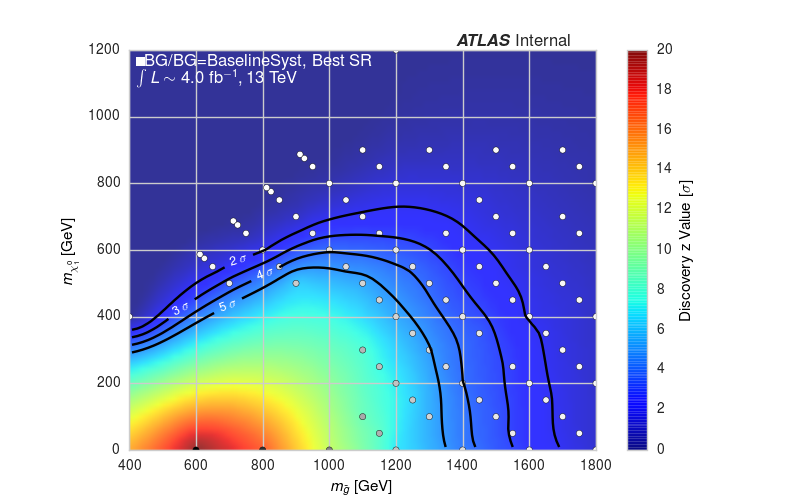 ATLAS Internal
BG/BG=BaselineSyst, Best SR
∫ L ∼ 4.0 fb⁻¹, 13 TeV
1200
1000
800
600
400
200
0
m_χ̃₁⁰ [GeV]
2 σ
3 σ
4 σ
5 σ
400 600 800 1000 1200 1400 1600 1800
m_g̃ [GeV]
20
18
16
14
12
10
8
6
4
2
0
Discovery z Value [σ]